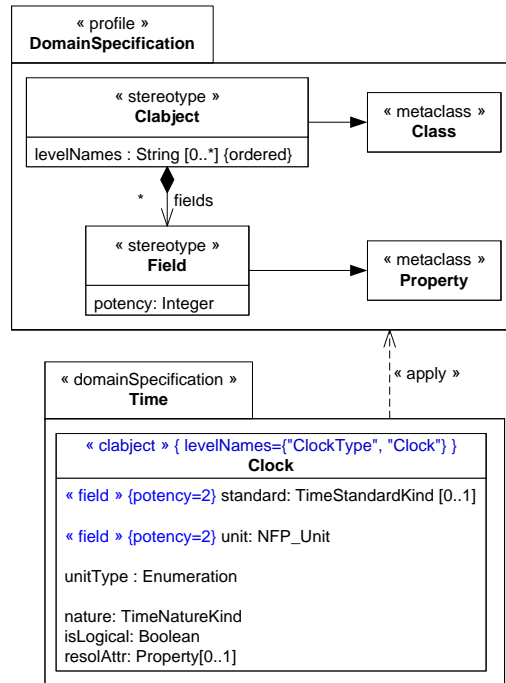 « profile »
DomainSpecification
« stereotype »
Clabject
levelNames : String [0..*] {ordered}
« metaclass »
Class
* fields
« stereotype »
Field
potency: Integer
« metaclass »
Property
« apply »
« domainSpecification »
Time
« clabject » { levelNames={"ClockType", "Clock"} }
Clock
« field » {potency=2} standard: TimeStandardKind [0..1]
« field » {potency=2} unit: NFP_Unit
unitType : Enumeration
nature: TimeNatureKind
isLogical: Boolean
resolAttr: Property[0..1]